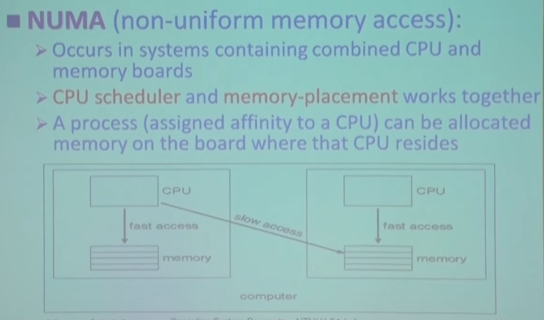 NUMA (non-uniform memory access):
Occurs in systems containing combined CPU and
memory boards
CPU scheduler and memory-placement works together
A process (assigned affinity to a CPU) can be allocated
memory on the board where that CPU resides
CPU
CPU
fast access
slow access
fast access
memory
memory
computer